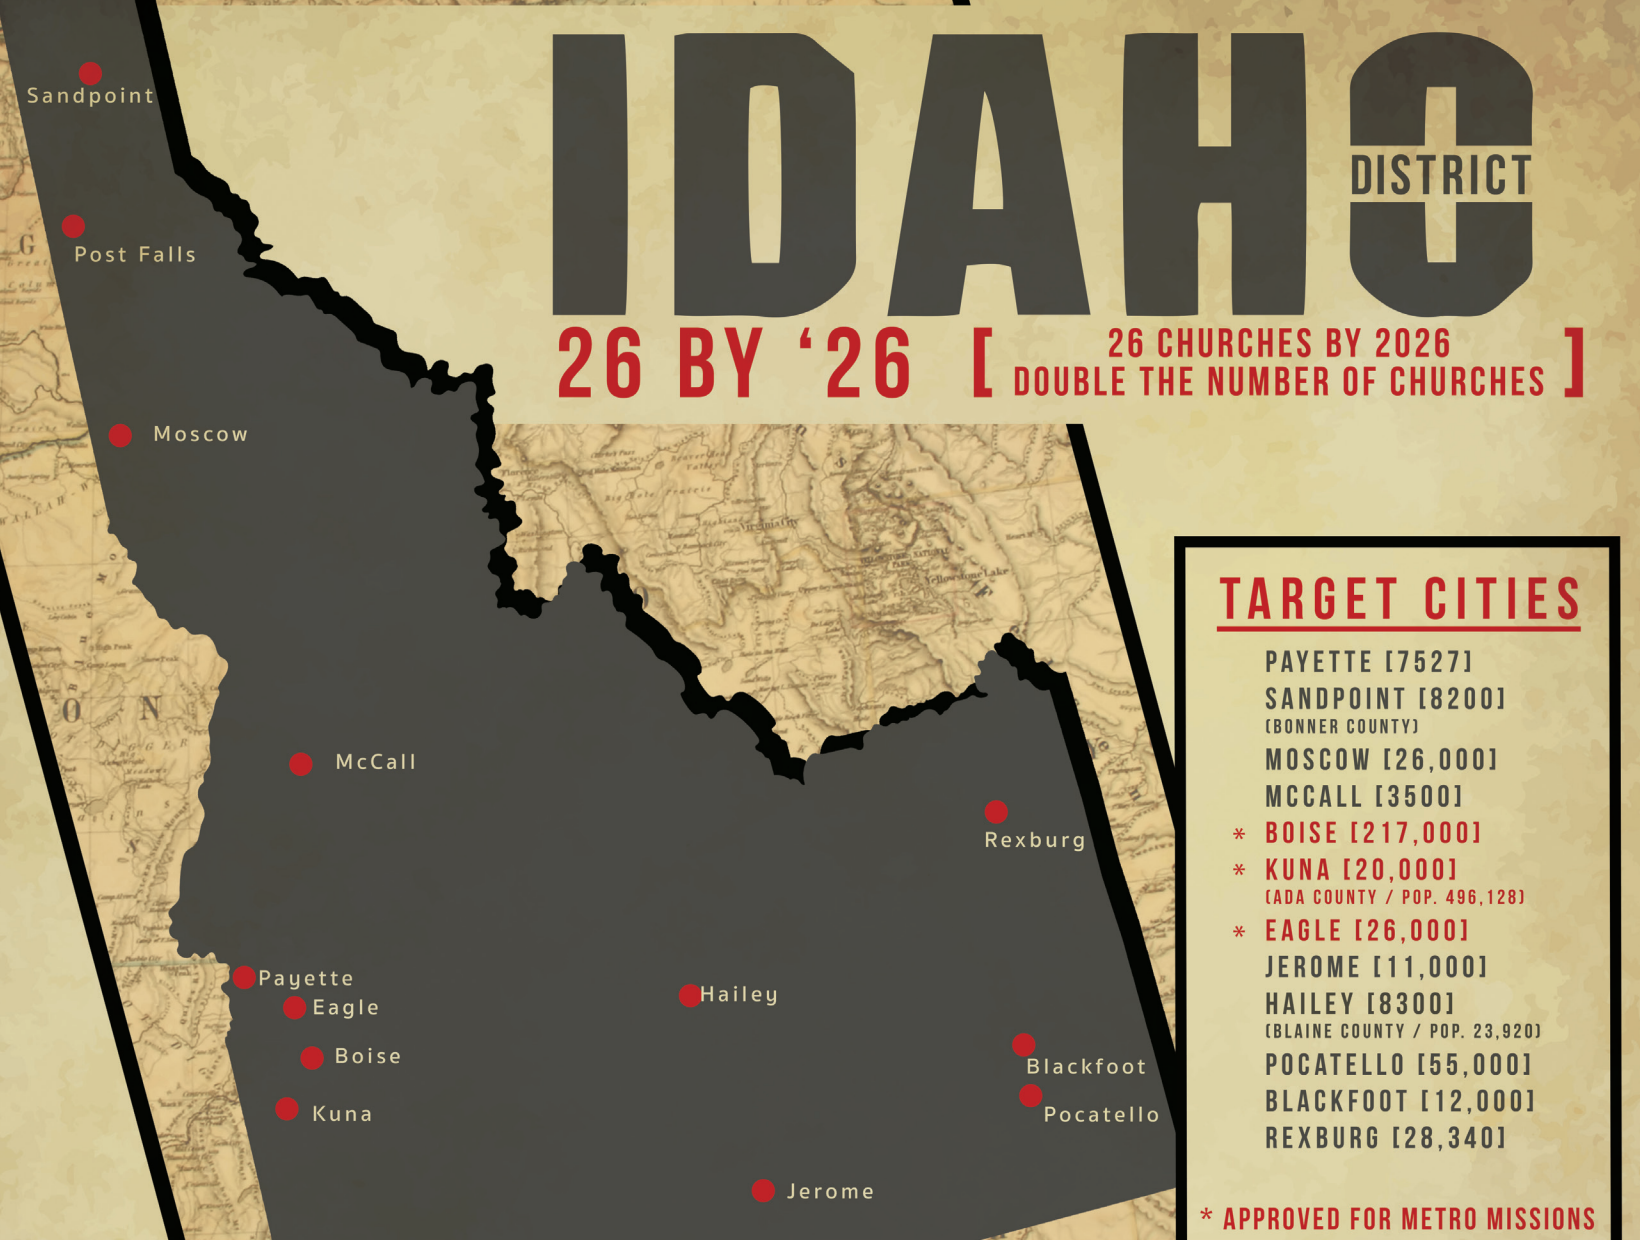 IDAHO
DISTRICT
26 BY ‘26 [ 26 CHURCHES BY 2026
DOUBLE THE NUMBER OF CHURCHES ]
Sandpoint
Post Falls
Moscow
McCall
Rexburg
Payette
Eagle
Boise
Kuna
Hailey
Blackfoot
Pocatello
Jerome
G
Virginia City
Yellowstone Lake
O N
TARGET CITIES
PAYETTE [7527]
SANDPOINT [8200]
(BONNER COUNTY)
MOSCOW [26,000]
MCCALL [3500]
* BOISE [217,000]
* KUNA [20,000]
(ADA COUNTY / POP. 496,128)
* EAGLE [26,000]
JEROME [11,000]
HAILEY [8300]
(BLAINE COUNTY / POP. 23,920)
POCATELLO [55,000]
BLACKFOOT [12,000]
REXBURG [28,340]
* APPROVED FOR METRO MISSIONS